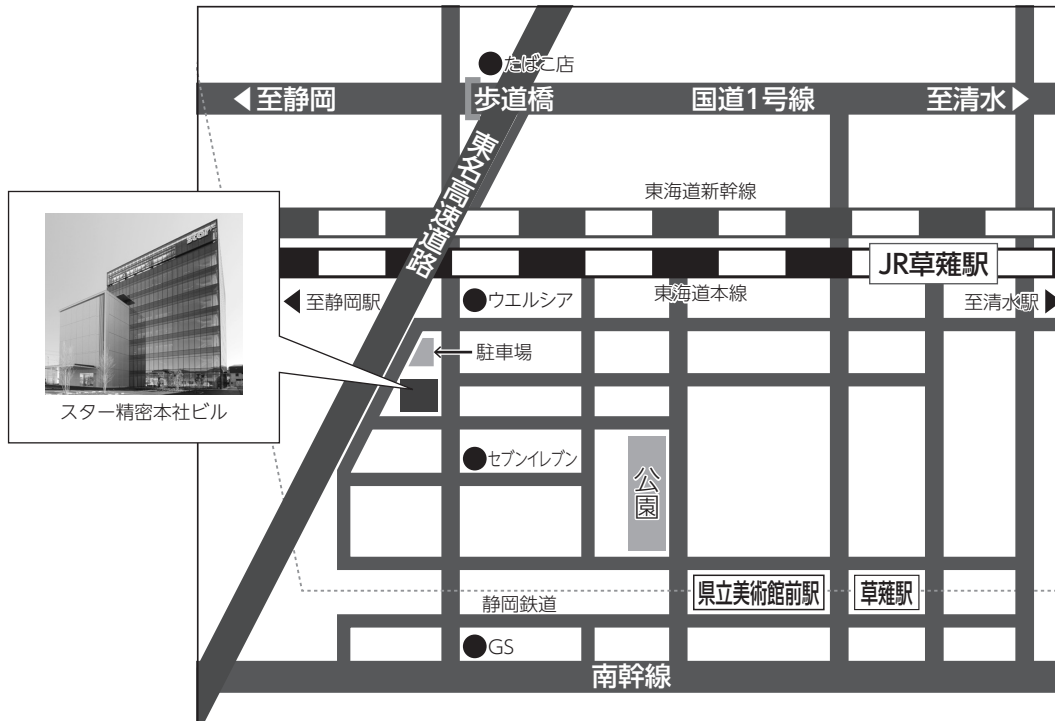 たばこ店
至静岡
歩道橋
国道1号線
至清水
東名高速道路
東海道新幹線
JR草薙駅
至静岡駅
ウエルシア
東海道本線
至清水駅
駐車場
スター精密本社ビル
セブンイレブン
公園
県立美術館前駅
草薙駅
静岡鉄道
GS
南幹線